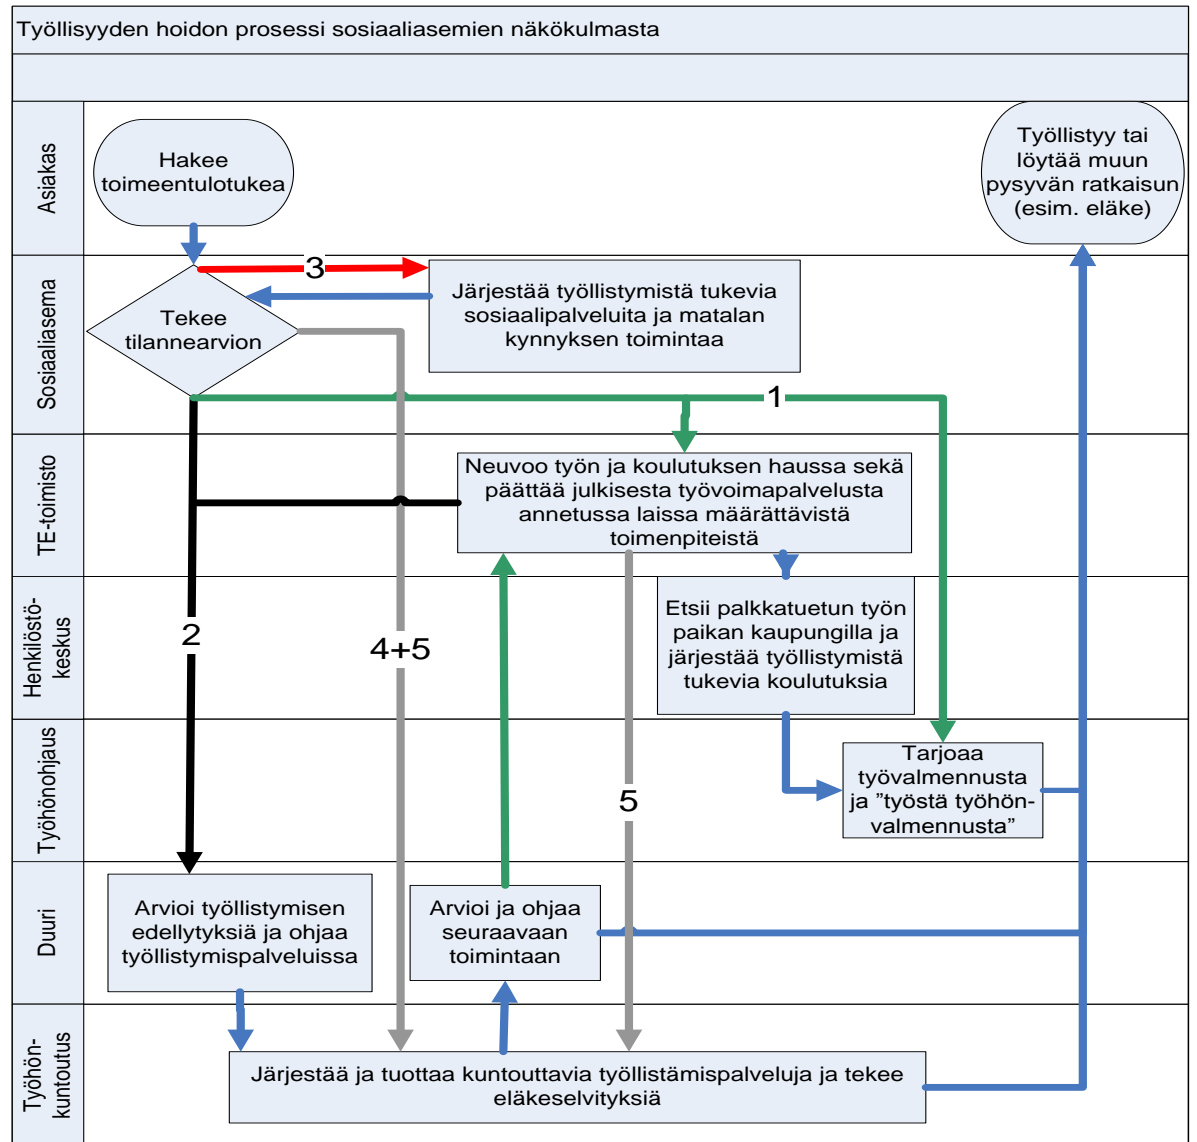 Työllisyyden hoidon prosessi sosiaaliasemien näkökulmasta
Asiakas
Hakee
toimeentulotukea
Työllistyy tai
löytää muun
pysyvän ratkaisun
(esim. eläke)
Sosiaaliasema
Tekee
tilannearvion
3
Järjestää työllistymistä tukevia
sosiaalipalveluita ja matalan
kynnyksen toimintaa
1
TE-toimisto
Neuvoo työn ja koulutuksen haussa sekä
päättää julkisesta työvoimapalvelusta
annetussa laissa määrättävistä
toimenpiteistä
Henkilöstö-
keskus
2
4+5
Etsii palkkatuetun työn
paikan kaupungilla ja
järjestää työllistymistä
tukevia koulutuksia
Työhönohjaus
5
Tarjoaa
työvalmennusta
ja ”työstä työhön-
valmennusta”
Duuri
Arvioi työllistymisen
edellytyksiä ja ohjaa
työllistymispalveluissa
Arvioi ja ohjaa
seuraavaan
toimintaan
Työhön-
kuntoutus
Järjestää ja tuottaa kuntouttavia työllistämispalveluja ja tekee
eläkeselvityksiä